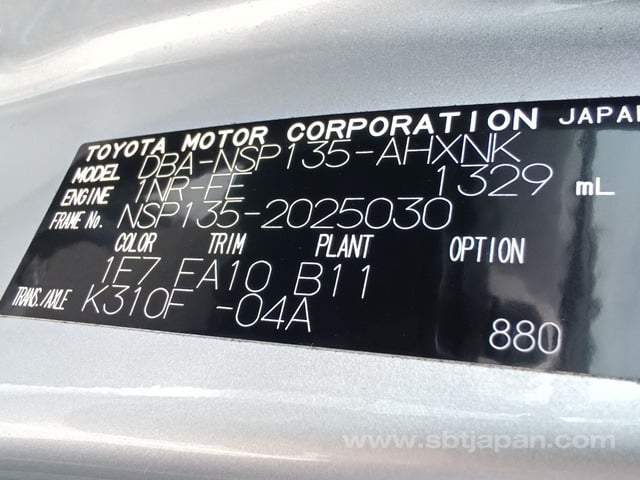 TOYOTA MOTOR CORPORATION JAPAN
MODEL DBA-NSP135-AHXNK
ENGINE 1NR-FE 1329 mL
FRAME No. NSP135-2025030
COLOR TRIM PLANT OPTION
1F7 EA10 B11
TRANS./AXLE K310F -04A
880
www.sbtjapan.com